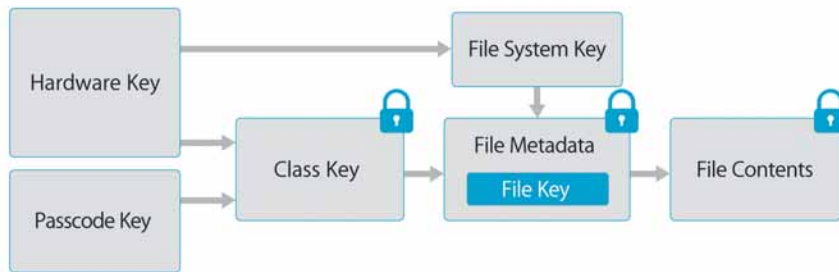 Hardware Key
File System Key
Class Key
File Metadata
File Key
File Contents
Passcode Key